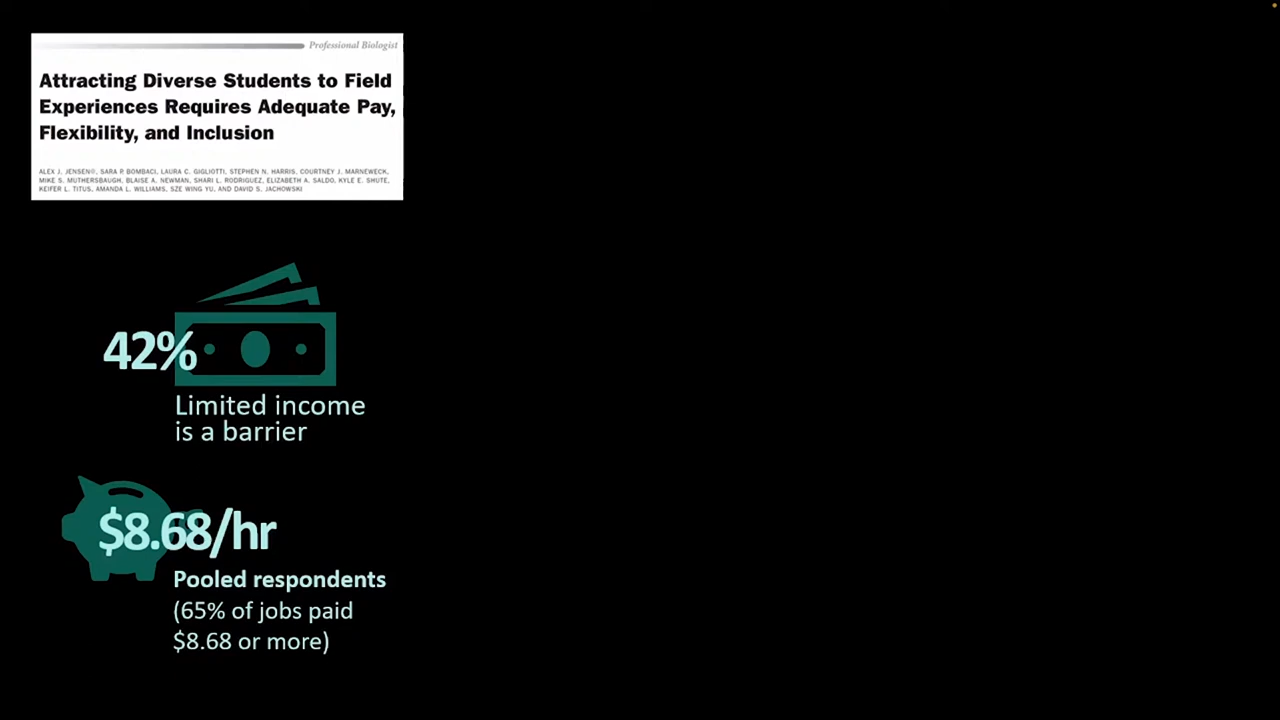 Professional Biologist
Attracting Diverse Students to Field
Experiences Requires Adequate Pay,
Flexibility, and Inclusion
ALEX J. JENSEN, SARA P. BOMBACI, LAURA C. GIGLIOTTI, STEPHEN N. HARRIS, COURTNEY J. MARNEWECK,
MIKE S. MUTHERSBAUGH, BLAISE A. NEWMAN, SHARI L. RODRIGUEZ, ELIZABETH A. SALDO, KYLE E. SHUTE,
KEIFER L. TITUS, AMANDA L. WILLIAMS, SZE WING YU, AND DAVID S. JACHOWSKI
42%
Limited income
is a barrier
$8.68/hr
Pooled respondents
(65% of jobs paid
$8.68 or more)